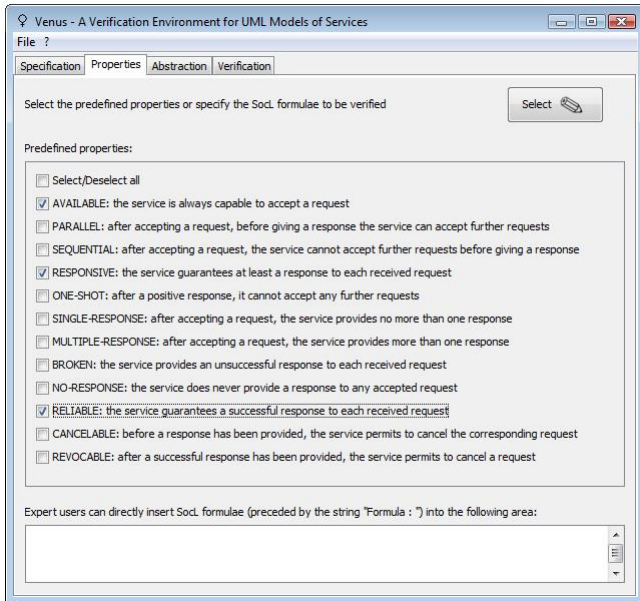 Venus - A Verification Environment for UML Models of Services
File ?
Specification Properties Abstraction Verification
Select the predefined properties or specify the SocL formulae to be verified
Select
Predefined properties:
Select/Deselect all
AVAILABLE: the service is always capable to accept a request
PARALLEL: after accepting a request, before giving a response the service can accept further requests
SEQUENTIAL: after accepting a request, the service cannot accept further requests before giving a response
RESPONSIVE: the service guarantees at least a response to each received request
ONE-SHOT: after a positive response, it cannot accept any further requests
SINGLE-RESPONSE: after accepting a request, the service provides no more than one response
MULTIPLE-RESPONSE: after accepting a request, the service provides more than one response
BROKEN: the service provides an unsuccessful response to each received request
NO-RESPONSE: the service does never provide a response to any accepted request
RELIABLE: the service guarantees a successful response to each received request
CANCELABLE: before a response has been provided, the service permits to cancel the corresponding request
REVOCABLE: after a successful response has been provided, the service permits to cancel a request
Expert users can directly insert SocL formulae (preceded by the string "Formula : ") into the following area: